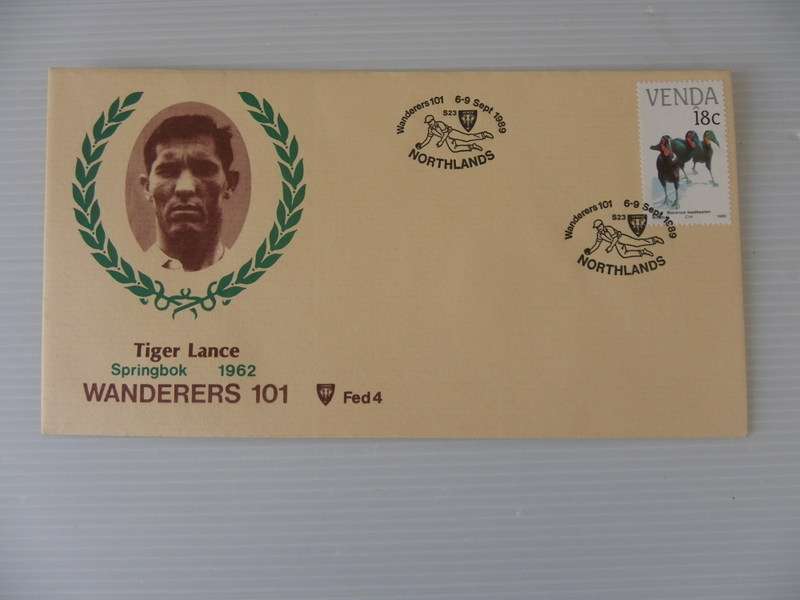 Wanderers 101 6-9 Sept 1989
S23
NORTHLANDS
VENDA
18c
1989
Wanderers 101 6-9 Sept 1989
S23
NORTHLANDS
Tiger Lance
Springbok 1962
WANDERERS 101 Fed 4